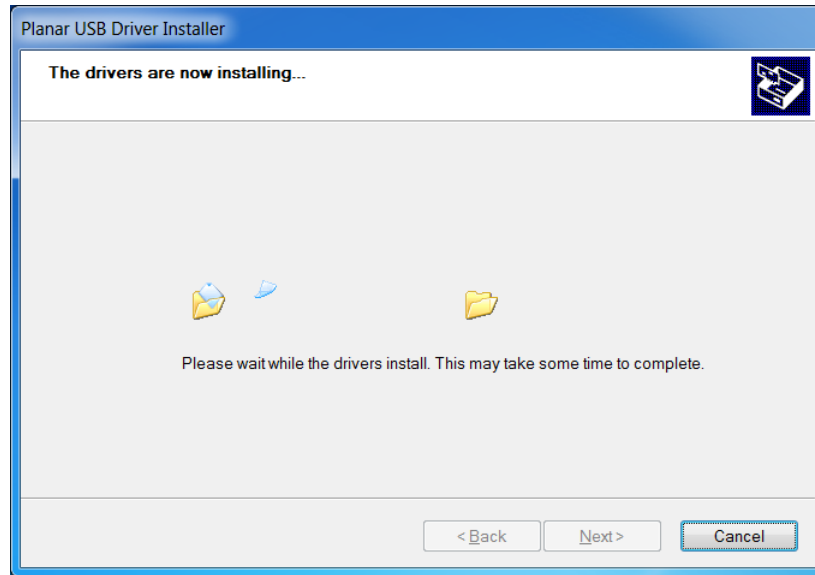 Planar USB Driver Installer
The drivers are now installing...
Please wait while the drivers install. This may take some time to complete.
< Back
Next >
Cancel